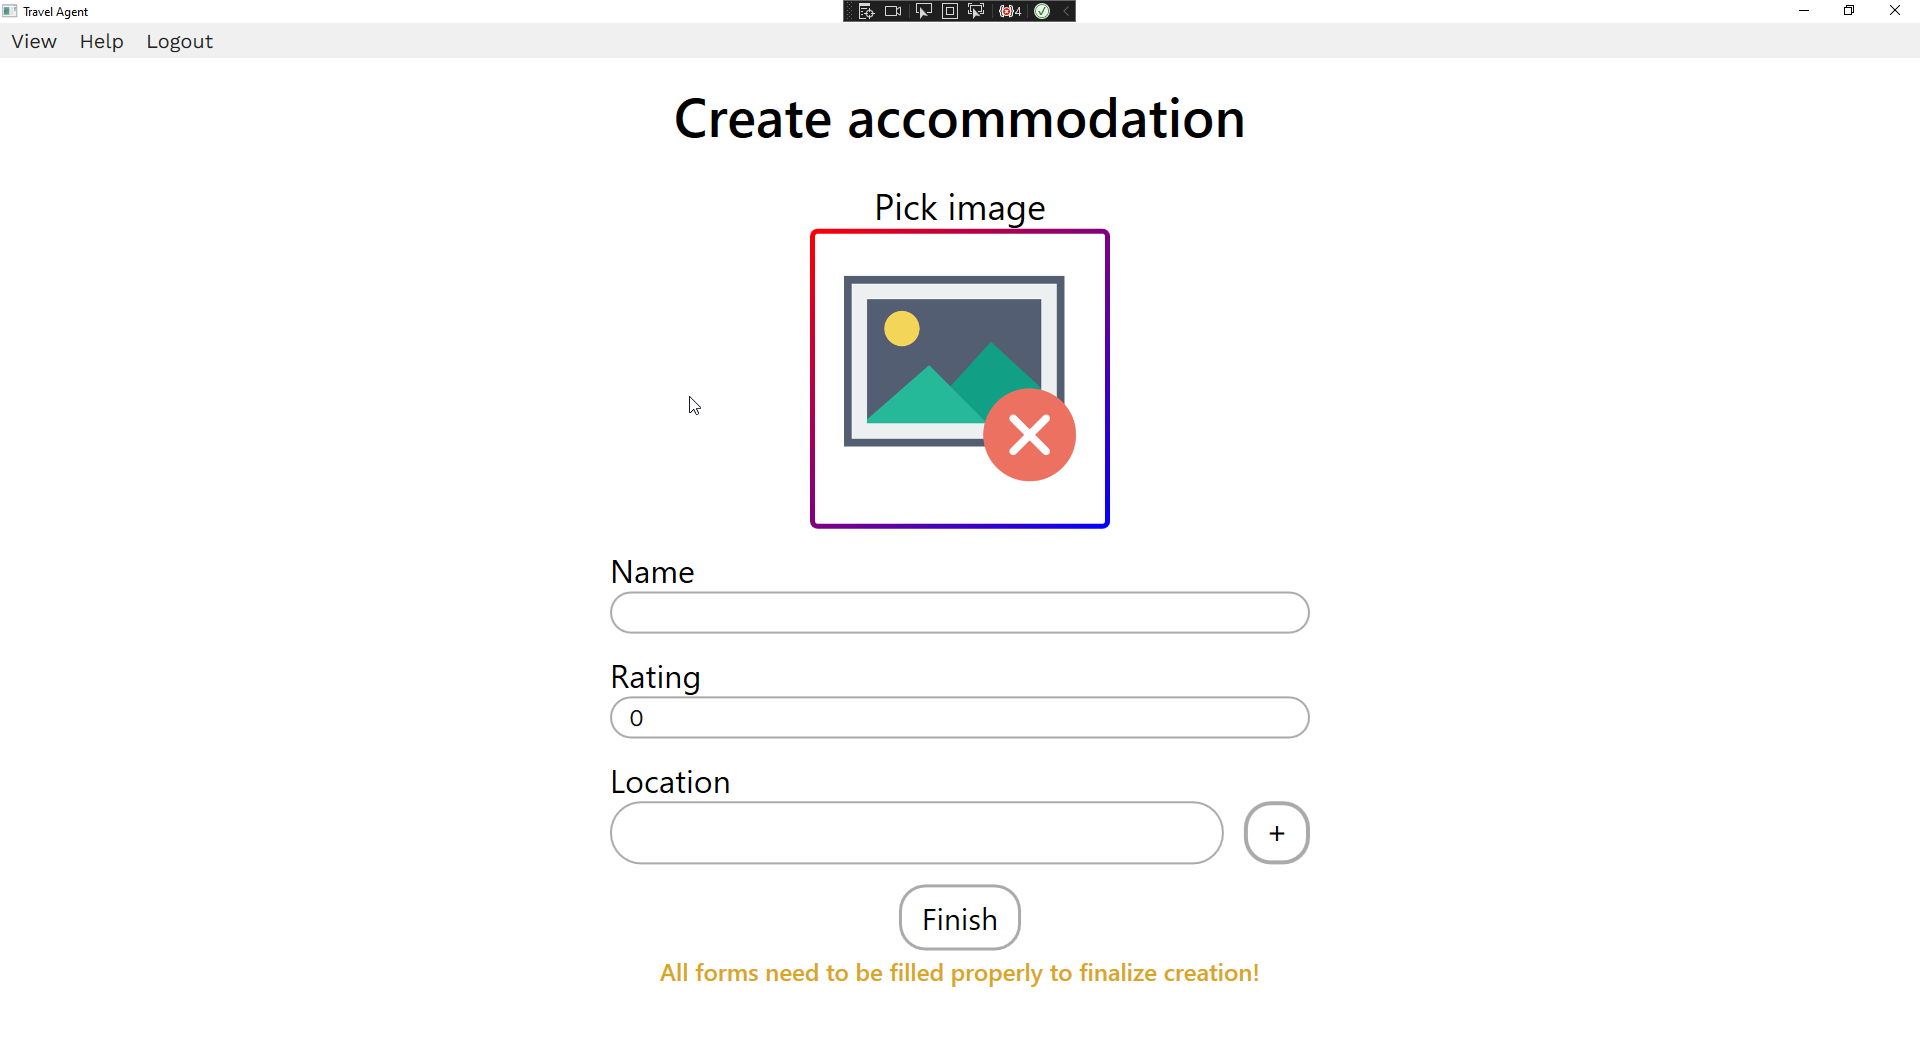 Travel Agent
4
View Help Logout
Create accommodation
Pick image
Name
Rating
0
Location
+
Finish
All forms need to be filled properly to finalize creation!